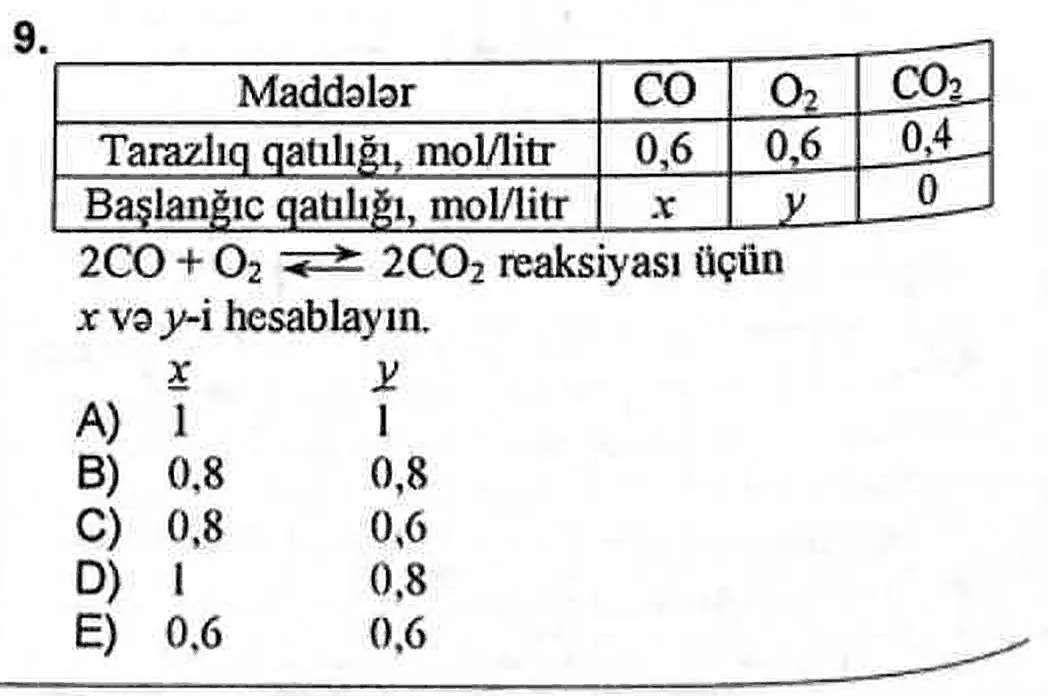 9.
Maddələr CO O₂ CO₂
Tarazlıq qatılığı, mol/litr 0,6 0,6 0,4
Başlanğıc qatılığı, mol/litr x y 0
2CO + O₂ ⇄ 2CO₂ reaksiyası üçün
x və y-i hesablayın.
x y
A) 1 1
B) 0,8 0,8
C) 0,8 0,6
D) 1 0,8
E) 0,6 0,6